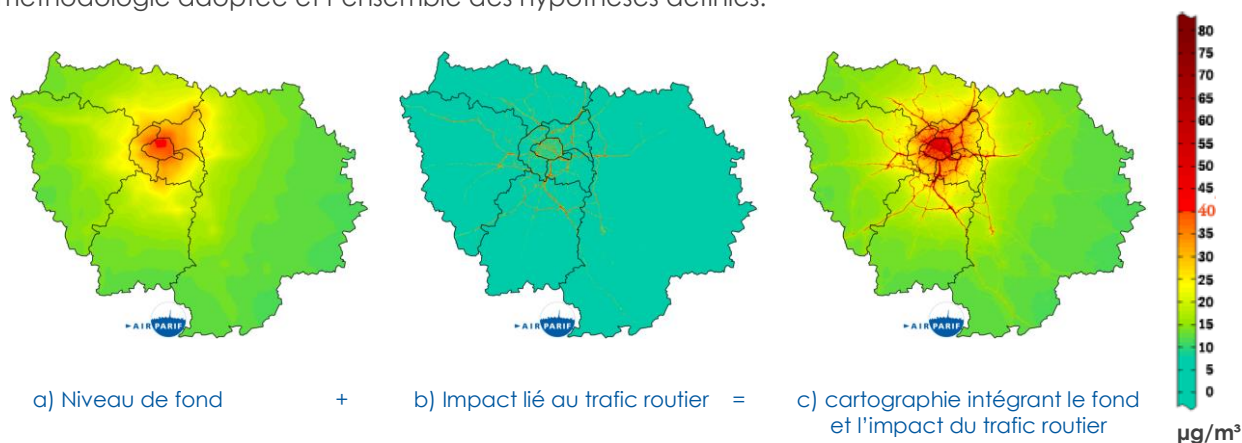 méthodologie adoptée et l'ensemble des hypothèses définies.
80
75
70
65
60
55
50
45
40
35
30
25
20
15
10
5
0
µg/m³
AIRPARIF
AIRPARIF
AIRPARIF
a) Niveau de fond + b) Impact lié au trafic routier = c) cartographie intégrant le fond
et l'impact du trafic routier